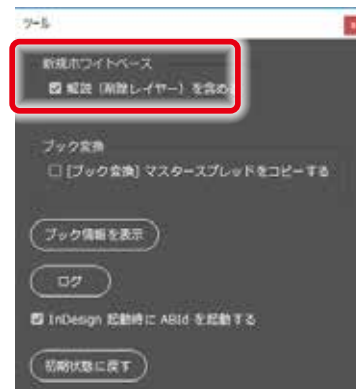 ツール
新規ホワイトベース
解説（削除レイヤー）を含める
ブック変換
[ブック変換] マスタースプレッドをコピーする
ブック情報を表示
ログ
InDesign 起動時に ABId を起動する
初期状態に戻す